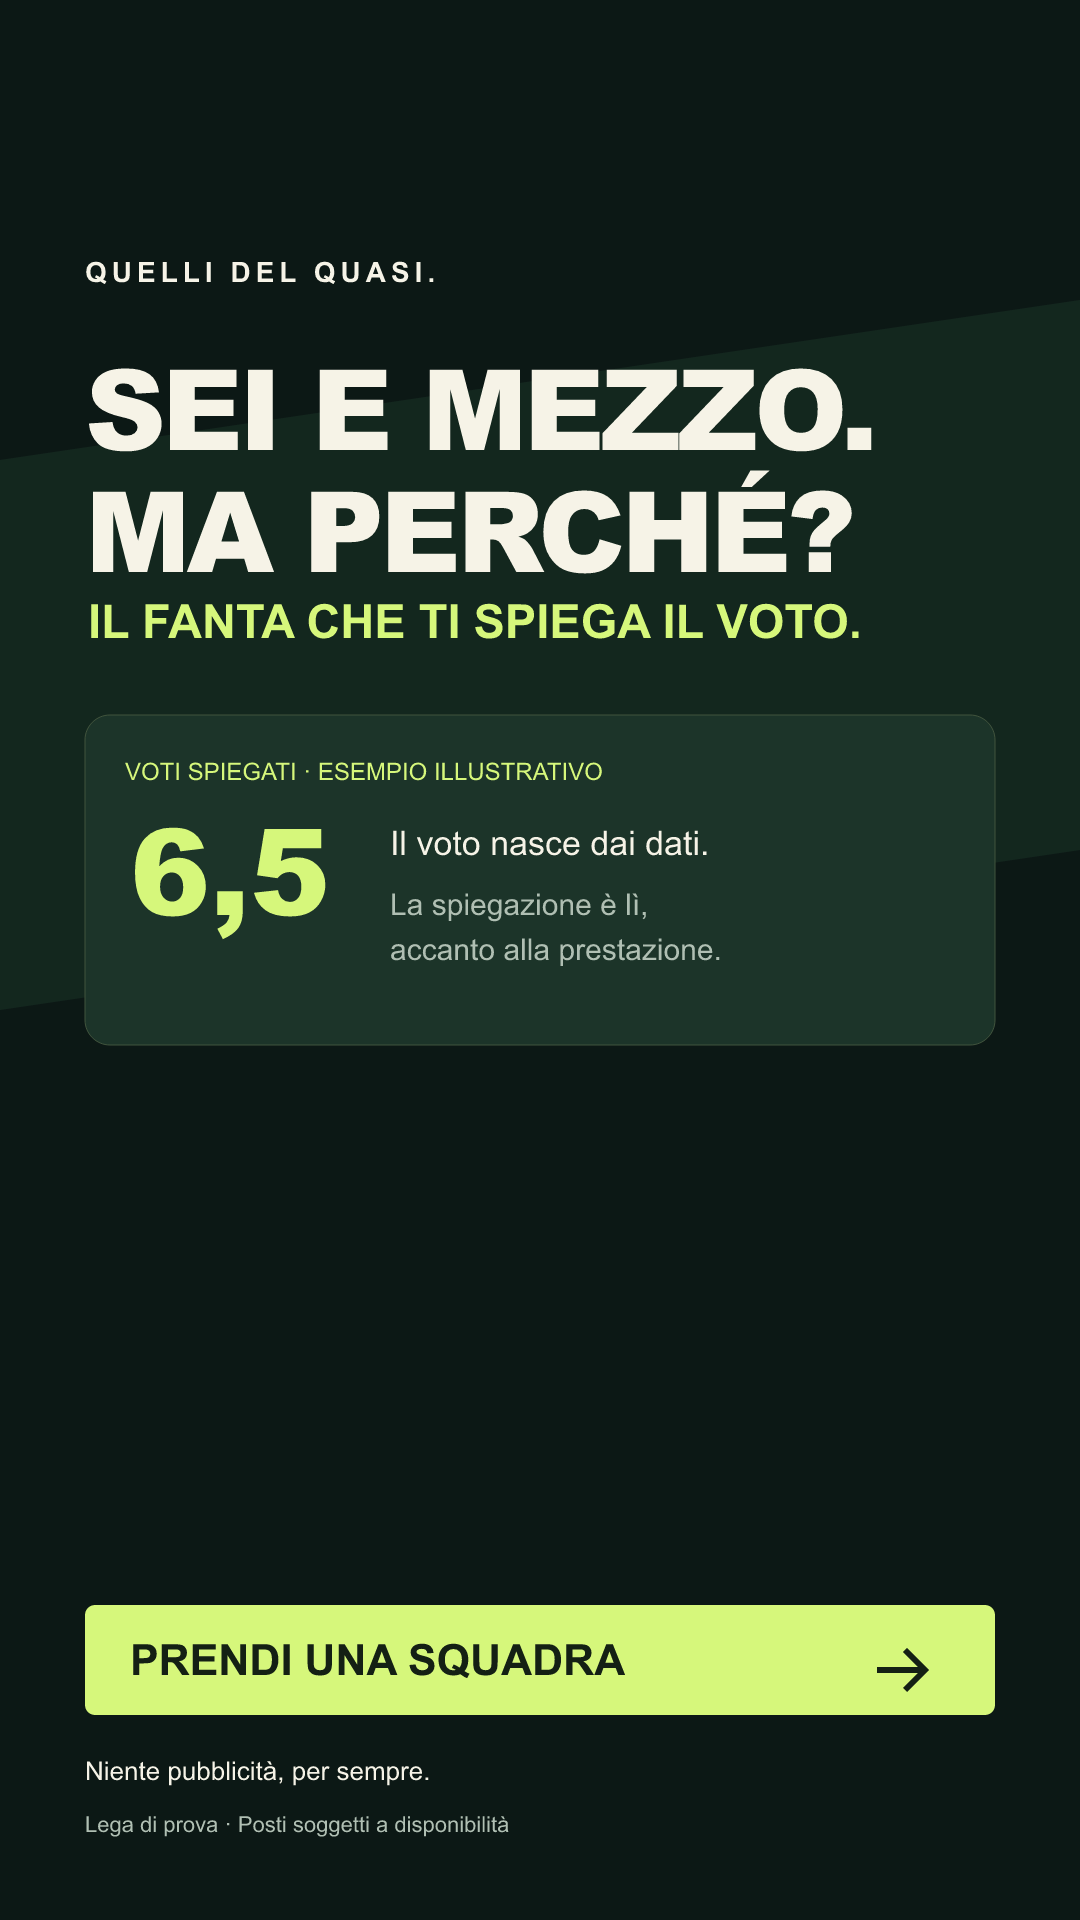 QUELLI DEL QUASI.
SEI E MEZZO.
MA PERCHÉ?
IL FANTA CHE TI SPIEGA IL VOTO.
VOTI SPIEGATI · ESEMPIO ILLUSTRATIVO
6,5
Il voto nasce dai dati.
La spiegazione è lì,
accanto alla prestazione.
PRENDI UNA SQUADRA →
Niente pubblicità, per sempre.
Lega di prova · Posti soggetti a disponibilità